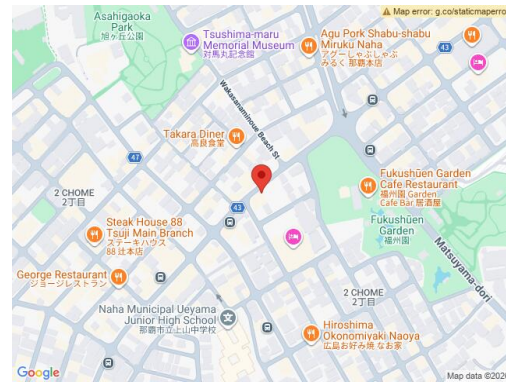 Map error: g.co/staticmaperro
Asahigaoka
Park
旭ヶ丘公園
Tsushima-maru
Memorial Museum
対馬丸記念館
Agu Pork Shabu-shabu
Miruku Naha
アグーしゃぶしゃぶ
みるく 那覇本店
43
Wakasanaminoue Beach St
Takara Diner
高良食堂
47
Fukushūen Garden
Cafe Restaurant
福州園 Garden
Cafe Bar 居酒屋
2 CHOME
2丁目
43
Fukushūen
Garden
福州園
Steak House 88
Tsuji Main Branch
ステーキハウス
88 辻本店
Matsuyama-dori
George Restaurant
ジョージレストラン
2 CHOME
2丁目
Naha Municipal Ueyama
Junior High School
那覇市立上山中学校
Hiroshima
Okonomiyaki Naoya
広島お好み焼 なお家
Google
Map data ©2026